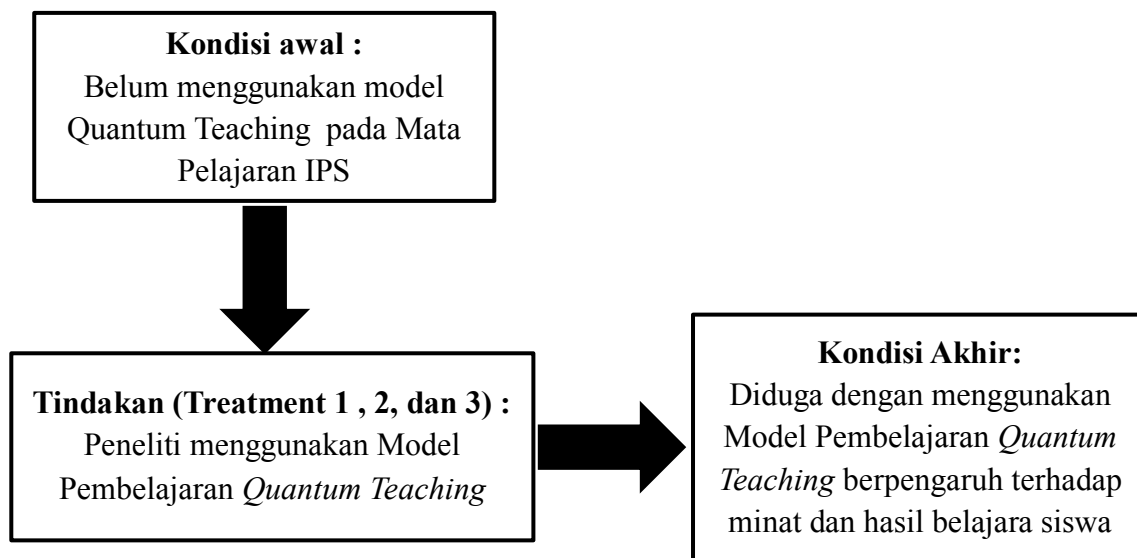 Kondisi awal :
Belum menggunakan model
Quantum Teaching pada Mata
Pelajaran IPS
Tindakan (Treatment 1 , 2, dan 3) :
Peneliti menggunakan Model
Pembelajaran Quantum Teaching
Kondisi Akhir:
Diduga dengan menggunakan
Model Pembelajaran Quantum
Teaching berpengaruh terhadap
minat dan hasil belajara siswa